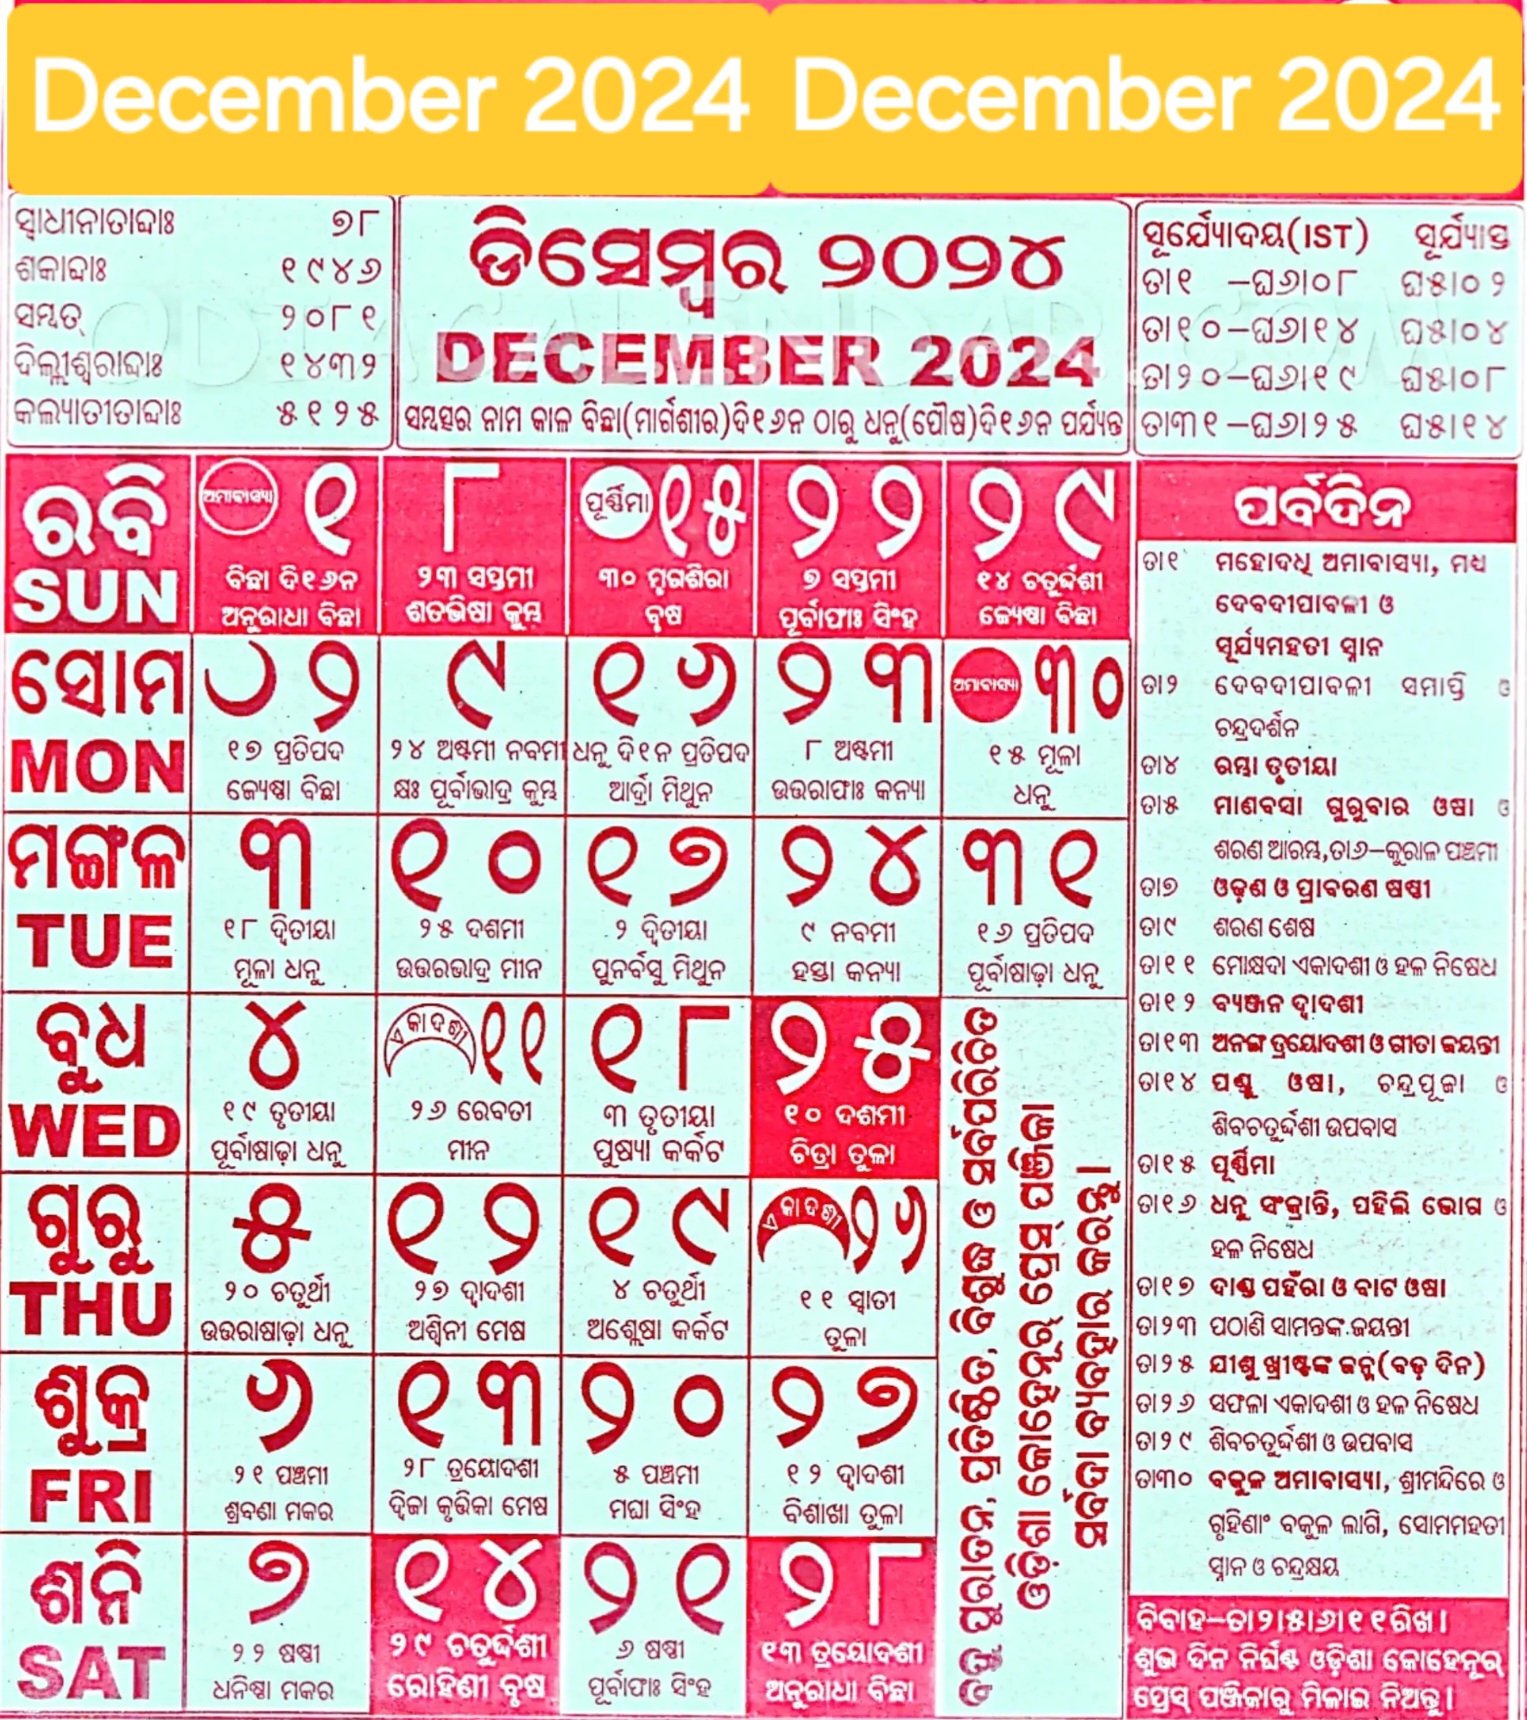 December 2024 December 2024
ସ୍ୱାଧୀନାତାବ୍ଦାଃ ୭୮
ଶକାବ୍ଦାଃ ୧୯୪୬
ସମ୍ବତ୍ ୨୦୮୧
ଦିଲ୍ଲୀଶ୍ୱରାବ୍ଦାଃ ୧୪୩୨
କଲ୍ୟାତୀତାବ୍ଦାଃ ୫୧୨୫
ଡିସେମ୍ବର ୨୦୨୪
DECEMBER 2024
ସମ୍ବତ୍ସର ନାମ କାଳ ବିଛା(ମାର୍ଗଶୀର)ଦି୧୬ନ ଠାରୁ ଧନୁ(ପୌଷ)ଦି୧୬ନ ପର୍ଯ୍ୟନ୍ତ
ସୂର୍ଯ୍ୟୋଦୟ(IST) ସୂର୍ଯ୍ୟାସ୍ତ
ତା୧ –ଘ୬।୦୮ ଘ୫।୦୨
ତା୧୦–ଘ୬।୧୪ ଘ୫।୦୪
ତା୨୦–ଘ୬।୧୯ ଘ୫।୦୮
ତା୩୧–ଘ୬।୨୫ ଘ୫।୧୪
ରବି
SUN
ଅମାବାସ୍ୟା ୧
ବିଛା ଦି୧୬ନ
ଅନୁରାଧା ବିଛା
୮
୨୩ ସପ୍ତମୀ
ଶତଭିଷା କୁମ୍ଭ
ପୂର୍ଣ୍ଣିମା ୧୫
୩୦ ମୃଗଶିରା
ବୃଷ
୨୨
୭ ସପ୍ତମୀ
ପୂର୍ବାଫାଃ ସିଂହ
୨୯
୧୪ ଚତୁର୍ଦ୍ଦଶୀ
ଜ୍ୟେଷ୍ଠା ବିଛା
ସୋମ
MON
୨
୧୭ ପ୍ରତିପଦ
ଜ୍ୟେଷ୍ଠା ବିଛା
୯
୨୪ ଅଷ୍ଟମୀ ନବମୀ
କ୍ଷଃ ପୂର୍ବାଭାଦ୍ର କୁମ୍ଭ
୧୬
ଧନୁ ଦି୧ନ ପ୍ରତିପଦ
ଆର୍ଦ୍ରା ମିଥୁନ
୨୩
୮ ଅଷ୍ଟମୀ
ଉତ୍ତରାଫାଃ କନ୍ୟା
ଅମାବାସ୍ୟା ୩୦
୧୫ ମୂଳା
ଧନୁ
ମଙ୍ଗଳ
TUE
୩
୧୮ ଦ୍ୱିତୀୟା
ମୂଳା ଧନୁ
୧୦
୨୫ ଦଶମୀ
ଉତ୍ତରଭାଦ୍ର ମୀନ
୧୭
୨ ଦ୍ୱିତୀୟା
ପୁନର୍ବସୁ ମିଥୁନ
୨୪
୯ ନବମୀ
ହସ୍ତା କନ୍ୟା
୩୧
୧୬ ପ୍ରତିପଦ
ପୂର୍ବାଷାଢ଼ା ଧନୁ
ବୁଧ
WED
୪
୧୯ ତୃତୀୟା
ପୂର୍ବାଷାଢ଼ା ଧନୁ
ଏକାଦଶୀ ୧୧
୨୬ ରେବତୀ
ମୀନ
୧୮
୩ ତୃତୀୟା
ପୁଷ୍ୟା କର୍କଟ
୨୫
୧୦ ଦଶମୀ
ଚିତ୍ରା ତୁଳା
ଗୁରୁ
THU
୫
୨୦ ଚତୁର୍ଥୀ
ଉତ୍ତରାଷାଢ଼ା ଧନୁ
୧୨
୨୭ ଦ୍ୱାଦଶୀ
ଅଶ୍ୱିନୀ ମେଷ
୧୯
୪ ଚତୁର୍ଥୀ
ଅଶ୍ଳେଷା କର୍କଟ
ଏକାଦଶୀ ୨୬
୧୧ ସ୍ୱାତୀ
ତୁଳା
ଶୁକ୍ର
FRI
୬
୨୧ ପଞ୍ଚମୀ
ଶ୍ରବଣା ମକର
୧୩
୨୮ ତ୍ରୟୋଦଶୀ
ଦ୍ୱିଜା କୃତ୍ତିକା ମେଷ
୨୦
୫ ପଞ୍ଚମୀ
ମଘା ସିଂହ
୨୭
୧୨ ଦ୍ୱାଦଶୀ
ବିଶାଖା ତୁଳା
ଶନି
SAT
୭
୨୨ ଷଷ୍ଠୀ
ଧନିଷ୍ଠା ମକର
୧୪
୨୯ ଚତୁର୍ଦ୍ଦଶୀ
ରୋହିଣୀ ବୃଷ
୨୧
୬ ଷଷ୍ଠୀ
ପୂର୍ବାଫାଃ ସିଂହ
୨୮
୧୩ ତ୍ରୟୋଦଶୀ
ଅନୁରାଧା ବିଛା
ପୁରାତନ, ପ୍ରତିଷ୍ଠିତ, ବିଶୁଦ୍ଧ ଓ ସର୍ବପରିଚିତ
ଓଡ଼ିଶା କୋହେନୂର୍ ପ୍ରେସ୍ ପଞ୍ଜିକା
ସର୍ବଦା ବ୍ୟବହାର କରନ୍ତୁ ।
ପର୍ବଦିନ
ତା୧ ମହୋଦଧି ଅମାବାସ୍ୟା, ମଧ୍ୟ
ଦେବଦୀପାବଳୀ ଓ
ସୂର୍ଯ୍ୟମହତୀ ସ୍ନାନ
ତା୨ ଦେବଦୀପାବଳୀ ସମାପ୍ତି ଓ
ଚନ୍ଦ୍ରଦର୍ଶନ
ତା୪ ରମ୍ଭା ତୃତୀୟା
ତା୫ ମାଣବସା ଗୁରୁବାର ଓଷା ଓ
ଶରଣ ଆରମ୍ଭ,ତା୬–କୁରାଳ ପଞ୍ଚମୀ
ତା୭ ଓଢ଼ଣ ଓ ପ୍ରାବରଣ ଷଷ୍ଠୀ
ତା୯ ଶରଣ ଶେଷ
ତା୧୧ ମୋକ୍ଷଦା ଏକାଦଶୀ ଓ ହଳ ନିଷେଧ
ତା୧୨ ବ୍ୟଞ୍ଜନ ଦ୍ୱାଦଶୀ
ତା୧୩ ଅନଙ୍ଗ ତ୍ରୟୋଦଶୀ ଓ ଗୀତା ଜୟନ୍ତୀ
ତା୧୪ ପଣ୍ଡୁ ଓଷା, ଚନ୍ଦ୍ରପୂଜା ଓ
ଶିବଚତୁର୍ଦ୍ଦଶୀ ଉପବାସ
ତା୧୫ ପୂର୍ଣ୍ଣିମା
ତା୧୬ ଧନୁ ସଂକ୍ରାନ୍ତି, ପହିଲି ଭୋଗ ଓ
ହଳ ନିଷେଧ
ତା୧୭ ଦାଣ୍ଡ ପହଁରା ଓ ବାଟ ଓଷା
ତା୨୩ ପଠାଣି ସାମନ୍ତଙ୍କ ଜୟନ୍ତୀ
ତା୨୫ ଯୀଶୁ ଖ୍ରୀଷ୍ଟଙ୍କ ଜନ୍ମ(ବଡ଼ ଦିନ)
ତା୨୬ ସଫଳା ଏକାଦଶୀ ଓ ହଳ ନିଷେଧ
ତା୨୯ ଶିବଚତୁର୍ଦ୍ଦଶୀ ଓ ଉପବାସ
ତା୩୦ ବକୁଳ ଅମାବାସ୍ୟା, ଶ୍ରୀମନ୍ଦିରେ ଓ
ଗୃହିଣୀଂ ବକୁଳ ଲାଗି, ସୋମମହତୀ
ସ୍ନାନ ଓ ଚନ୍ଦ୍ରକ୍ଷୟ
ବିବାହ–ତା୨।୫।୬।୧୧ରିଖ।
ଶୁଭ ଦିନ ନିର୍ଘଣ୍ଟ ଓଡ଼ିଶା କୋହେନୂର୍
ପ୍ରେସ୍ ପଞ୍ଜିକାରୁ ମିଳାଇ ନିଅନ୍ତୁ।